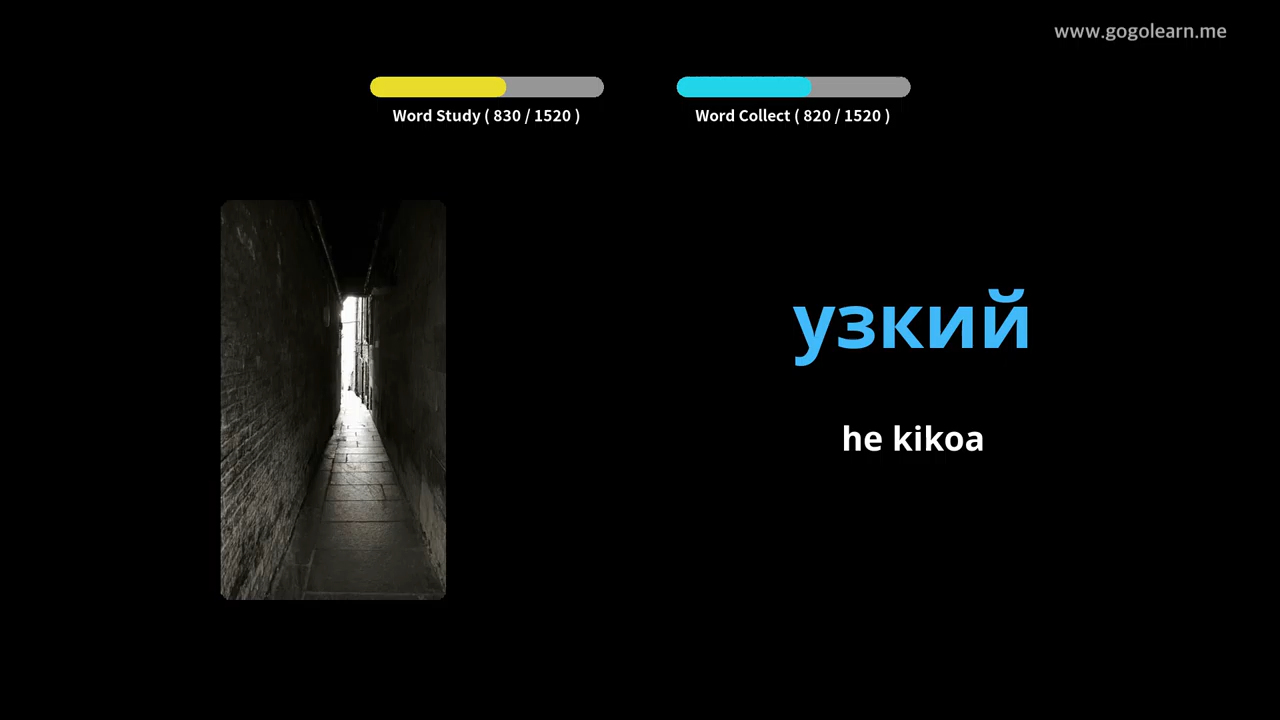 www.gogolearn.me
Word Study ( 830 / 1520 )
Word Collect ( 820 / 1520 )
узкий
he kikoa